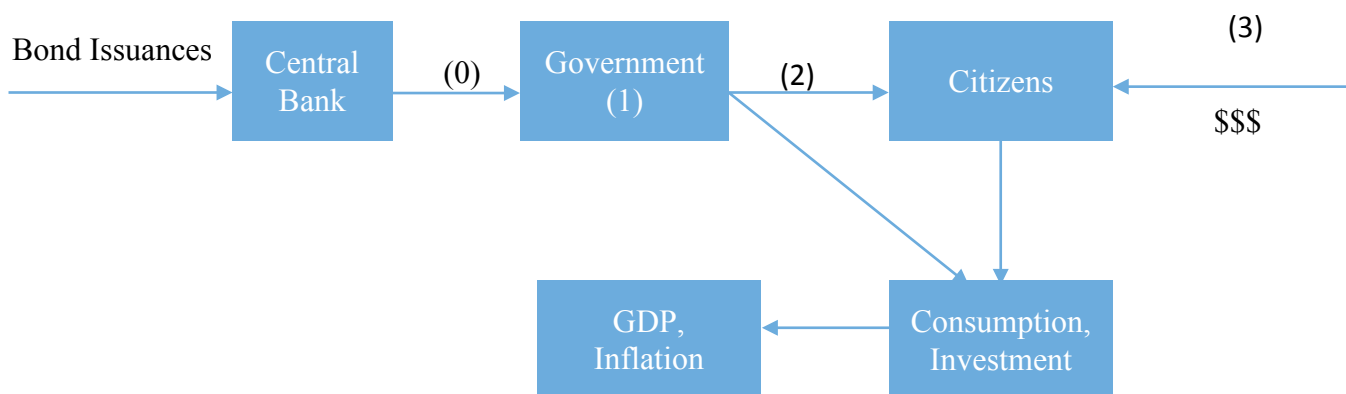 Bond Issuances
Central
Bank
(0)
Government
(1)
(2)
Citizens
(3)
$$$
GDP,
Inflation
Consumption,
Investment